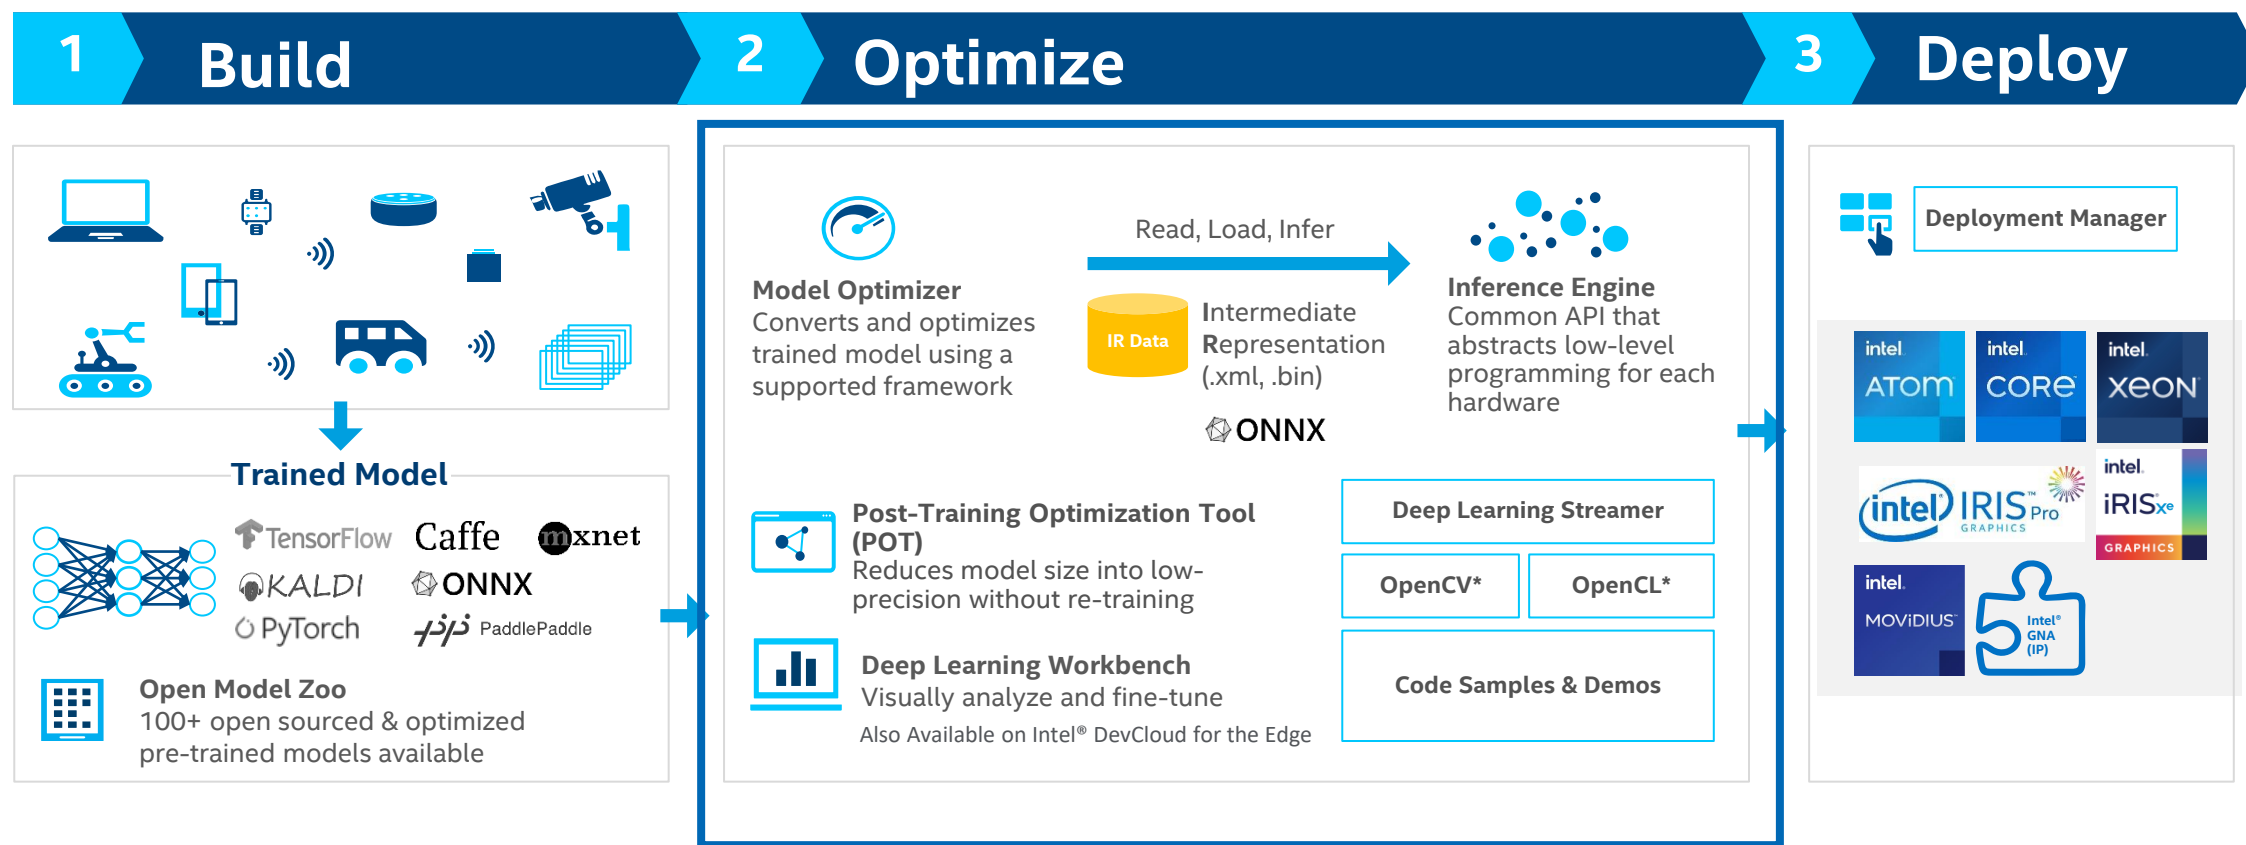 1 Build
2 Optimize
3 Deploy
Trained Model
TensorFlow
Caffe
mxnet
KALDI
ONNX
PyTorch
PaddlePaddle
Open Model Zoo
100+ open sourced & optimized
pre-trained models available
Model Optimizer
Converts and optimizes
trained model using a
supported framework
Read, Load, Infer
IR Data
Intermediate
Representation
(.xml, .bin)
ONNX
Inference Engine
Common API that
abstracts low-level
programming for each
hardware
Post-Training Optimization Tool
(POT)
Reduces model size into low-
precision without re-training
Deep Learning Workbench
Visually analyze and fine-tune
Also Available on Intel® DevCloud for the Edge
Deep Learning Streamer
OpenCV*
OpenCL*
Code Samples & Demos
Deployment Manager
intel.
ATOM™
intel.
CORE™
intel.
XEON™
intel IRIS™ Pro
GRAPHICS
intel.
iRISxe
GRAPHICS
intel.
MOVIDIUS™
Intel®
GNA
(IP)